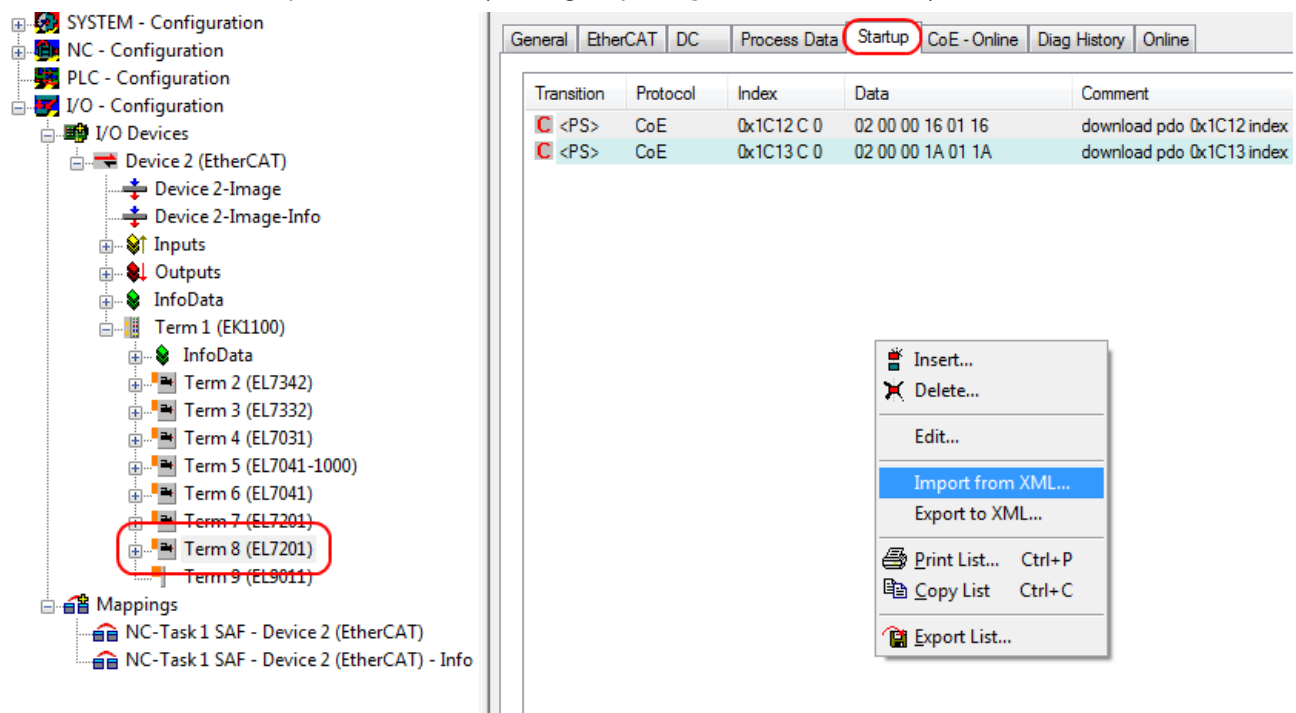 SYSTEM - Configuration
NC - Configuration
PLC - Configuration
I/O - Configuration
I/O Devices
Device 2 (EtherCAT)
Device 2-Image
Device 2-Image-Info
Inputs
Outputs
InfoData
Term 1 (EK1100)
InfoData
Term 2 (EL7342)
Term 3 (EL7332)
Term 4 (EL7031)
Term 5 (EL7041-1000)
Term 6 (EL7041)
Term 7 (EL7201)
Term 8 (EL7201)
Term 9 (EL9011)
Mappings
NC-Task 1 SAF - Device 2 (EtherCAT)
NC-Task 1 SAF - Device 2 (EtherCAT) - Info
General EtherCAT DC Process Data Startup CoE - Online Diag History Online
Transition Protocol Index Data Comment
C <PS> CoE 0x1C12 C 0 02 00 00 16 01 16 download pdo 0x1C12 index
C <PS> CoE 0x1C13 C 0 02 00 00 1A 01 1A download pdo 0x1C13 index
Insert...
Delete...
Edit...
Import from XML...
Export to XML...
Print List... Ctrl+P
Copy List Ctrl+C
Export List...